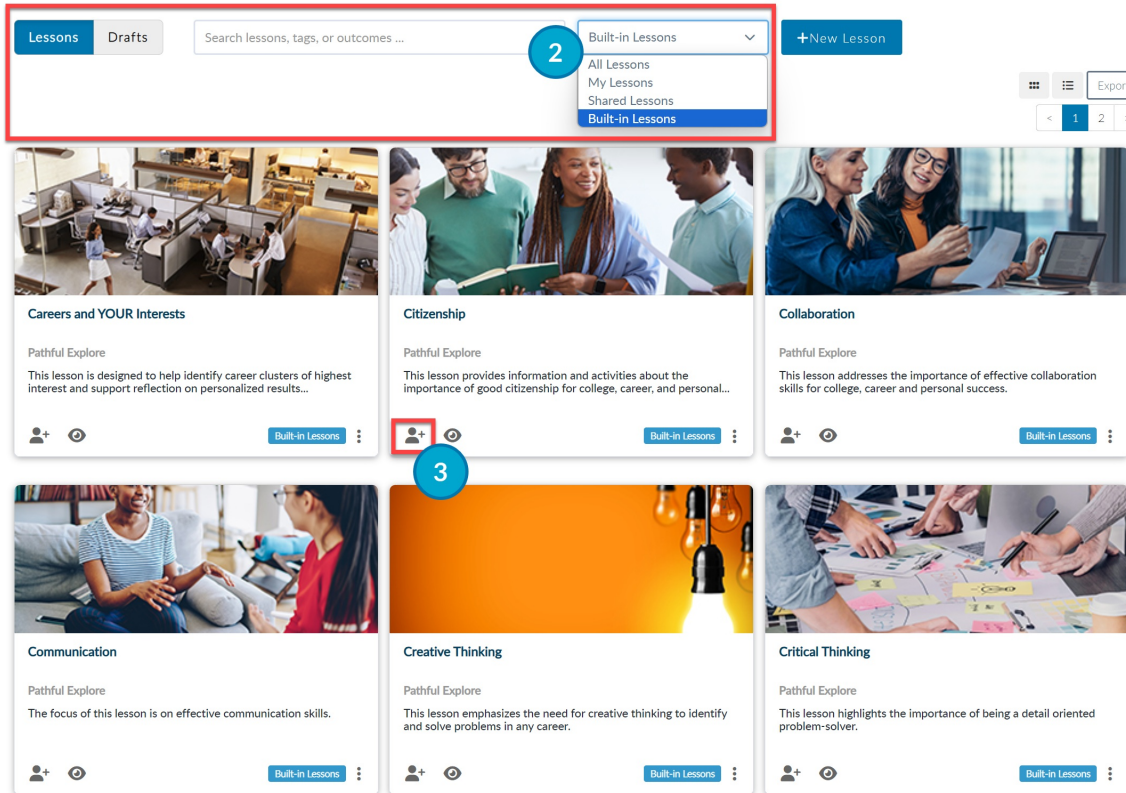 Lessons
Drafts
Search lessons, tags, or outcomes ...
2
Built-in Lessons
All Lessons
My Lessons
Shared Lessons
Built-in Lessons
+New Lesson
Expor
< 1 2 >
Careers and YOUR Interests
Pathful Explore
This lesson is designed to help identify career clusters of highest
interest and support reflection on personalized results...
Built-in Lessons
Citizenship
Pathful Explore
This lesson provides information and activities about the
importance of good citizenship for college, career, and personal...
Built-in Lessons
3
Collaboration
Pathful Explore
This lesson addresses the importance of effective collaboration
skills for college, career and personal success.
Built-in Lessons
Communication
Pathful Explore
The focus of this lesson is on effective communication skills.
Built-in Lessons
Creative Thinking
Pathful Explore
This lesson emphasizes the need for creative thinking to identify
and solve problems in any career.
Built-in Lessons
Critical Thinking
Pathful Explore
This lesson highlights the importance of being a detail oriented
problem-solver.
Built-in Lessons